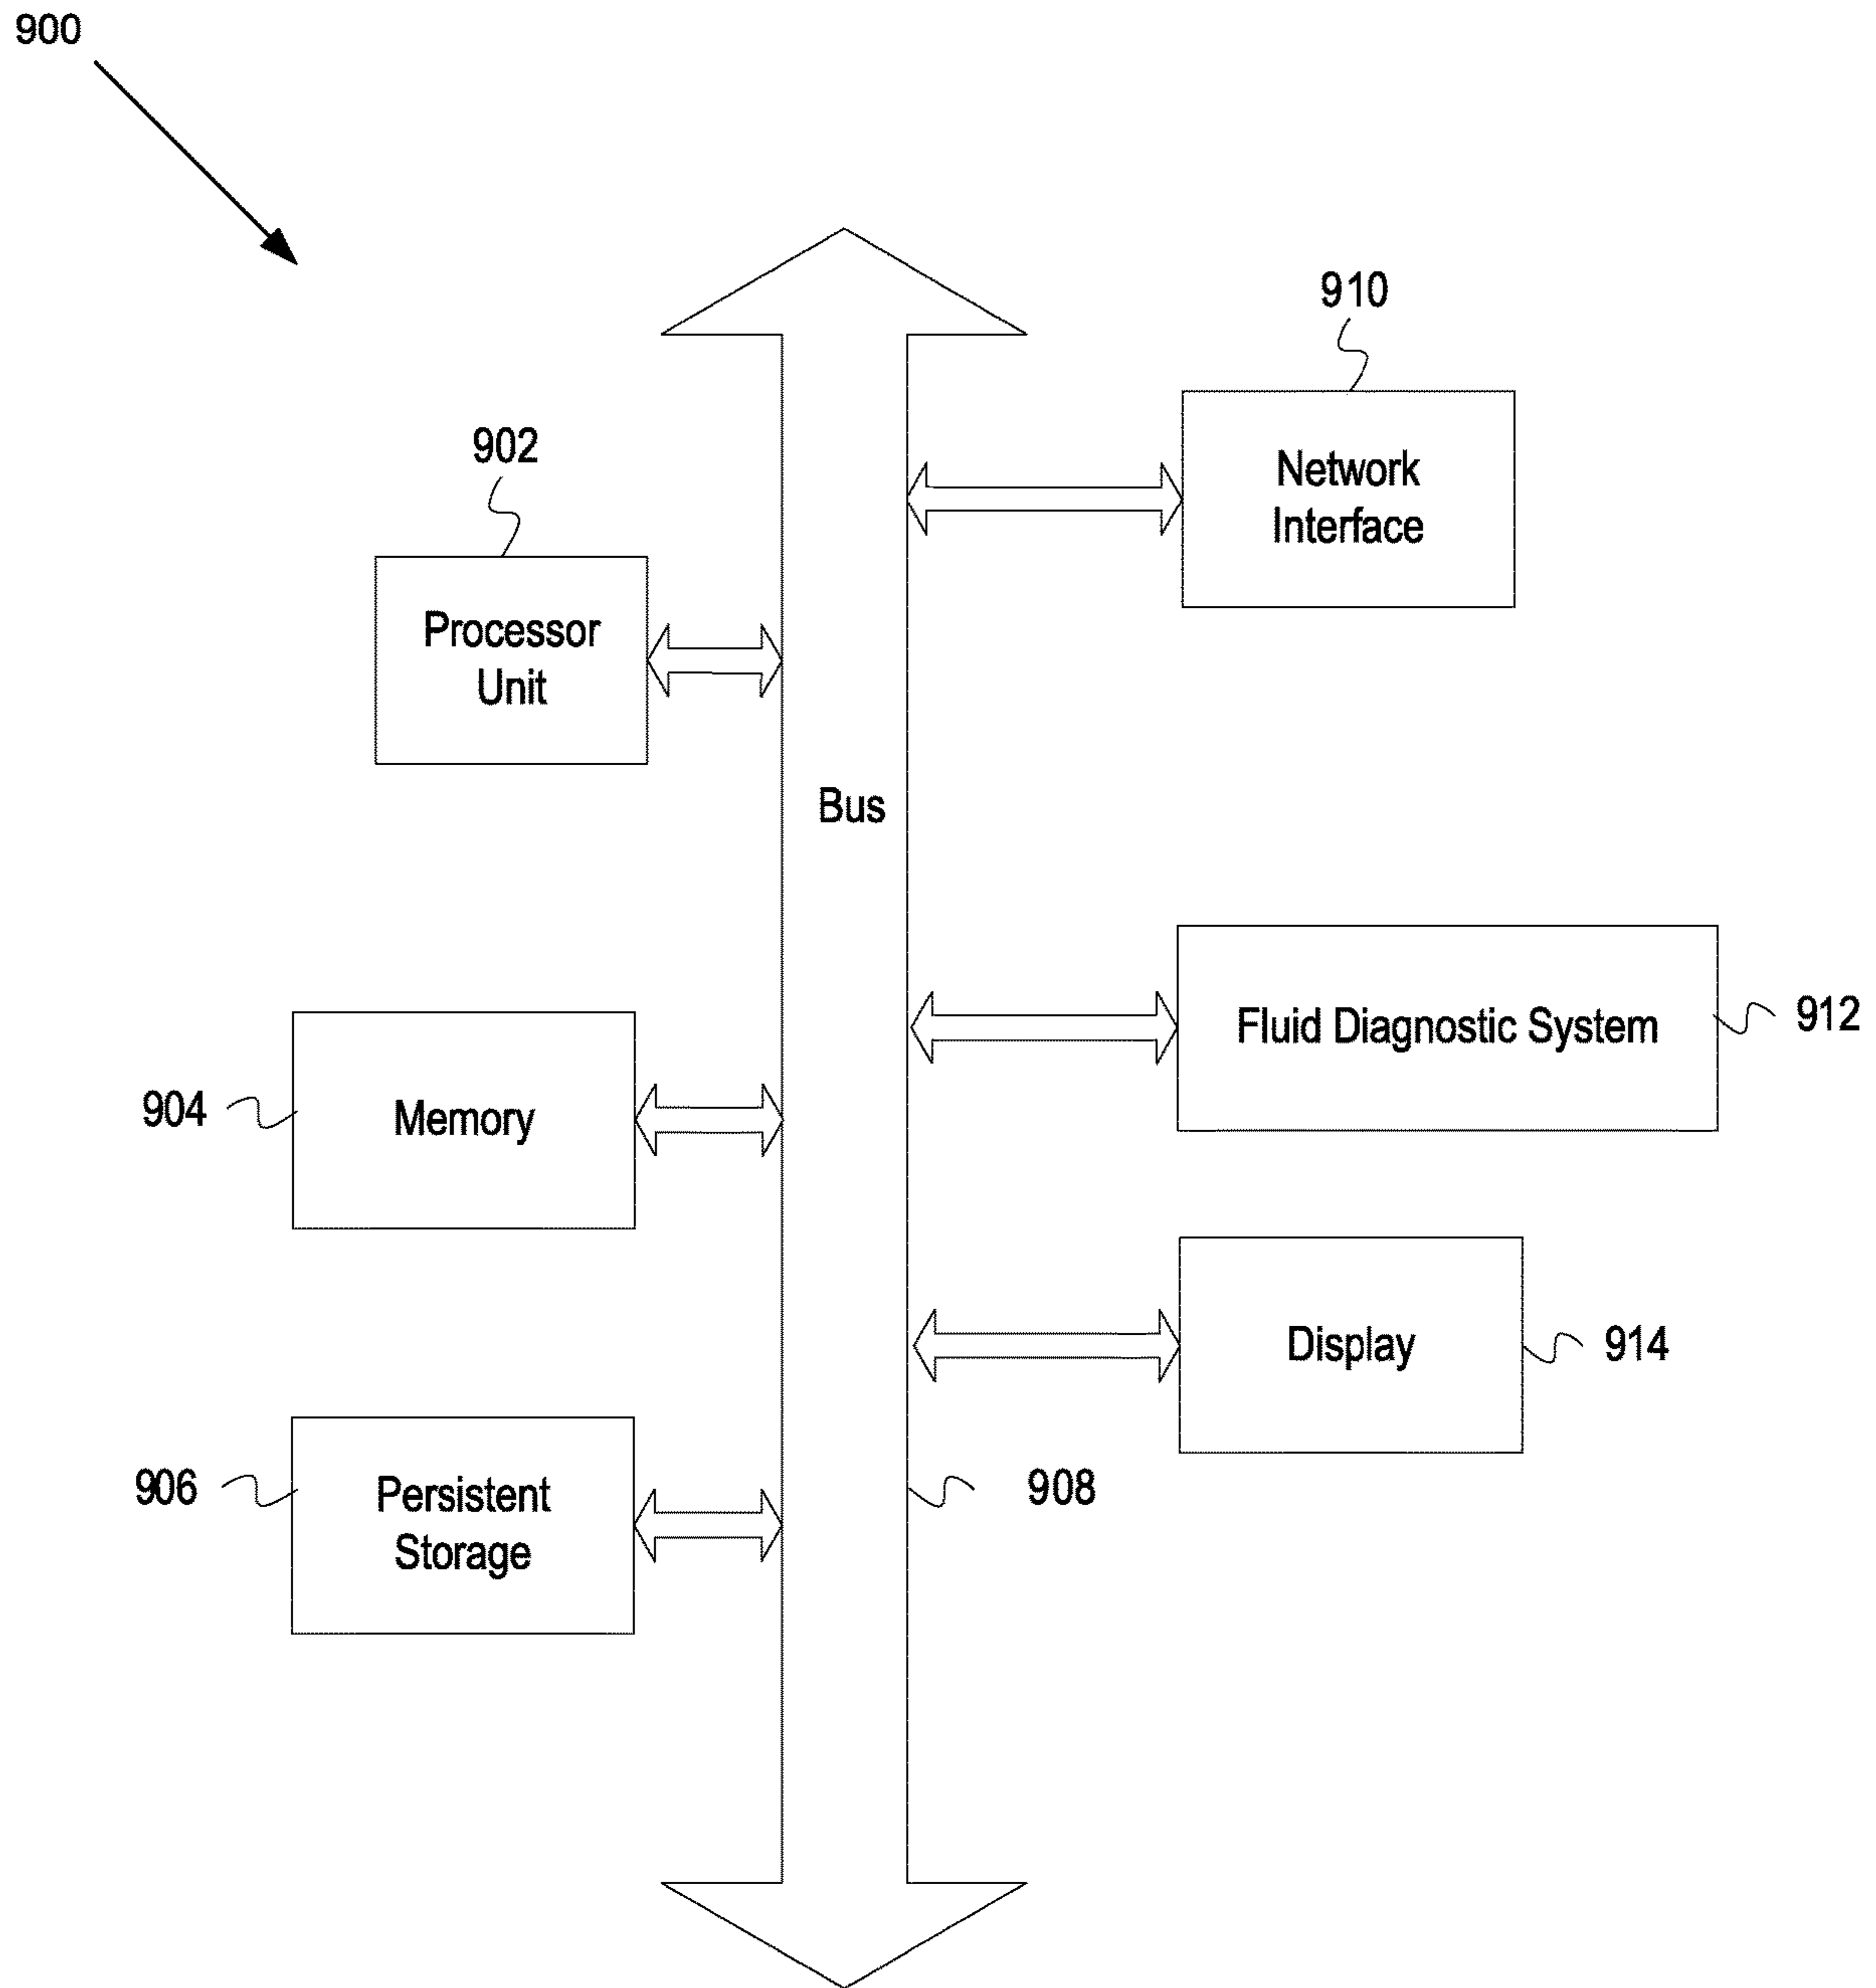 900
910
Network
Interface
902
Processor
Unit
Bus
Fluid Diagnostic System
912
904
Memory
Display
914
906
Persistent
Storage
908